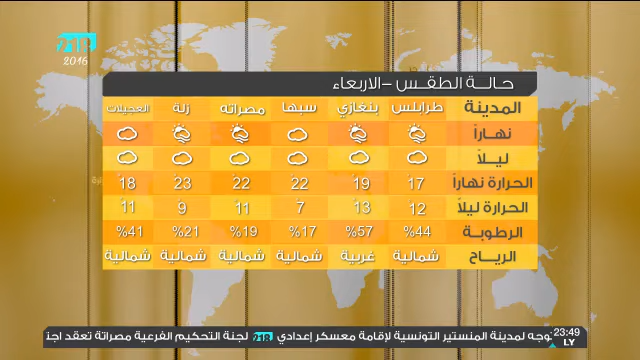 218
2016
حالة الطقس - الاربعاء
المدينة طرابلس بنغازي سبها مصراته زلة العجيلات
نهاراً
ليلاً
الحرارة نهاراً 17 19 22 22 23 18
الحرارة ليلاً 12 13 7 11 9 11
الرطوبة %44 %57 %17 %19 %21 %41
الرياح شمالية غربية شمالية شمالية شمالية شمالية
23:49
LY
وجه لمدينة المنستير التونسية لإقامة معسكر إعدادي 218 لجنة التحكيم الفرعية مصراتة تعقد اجت